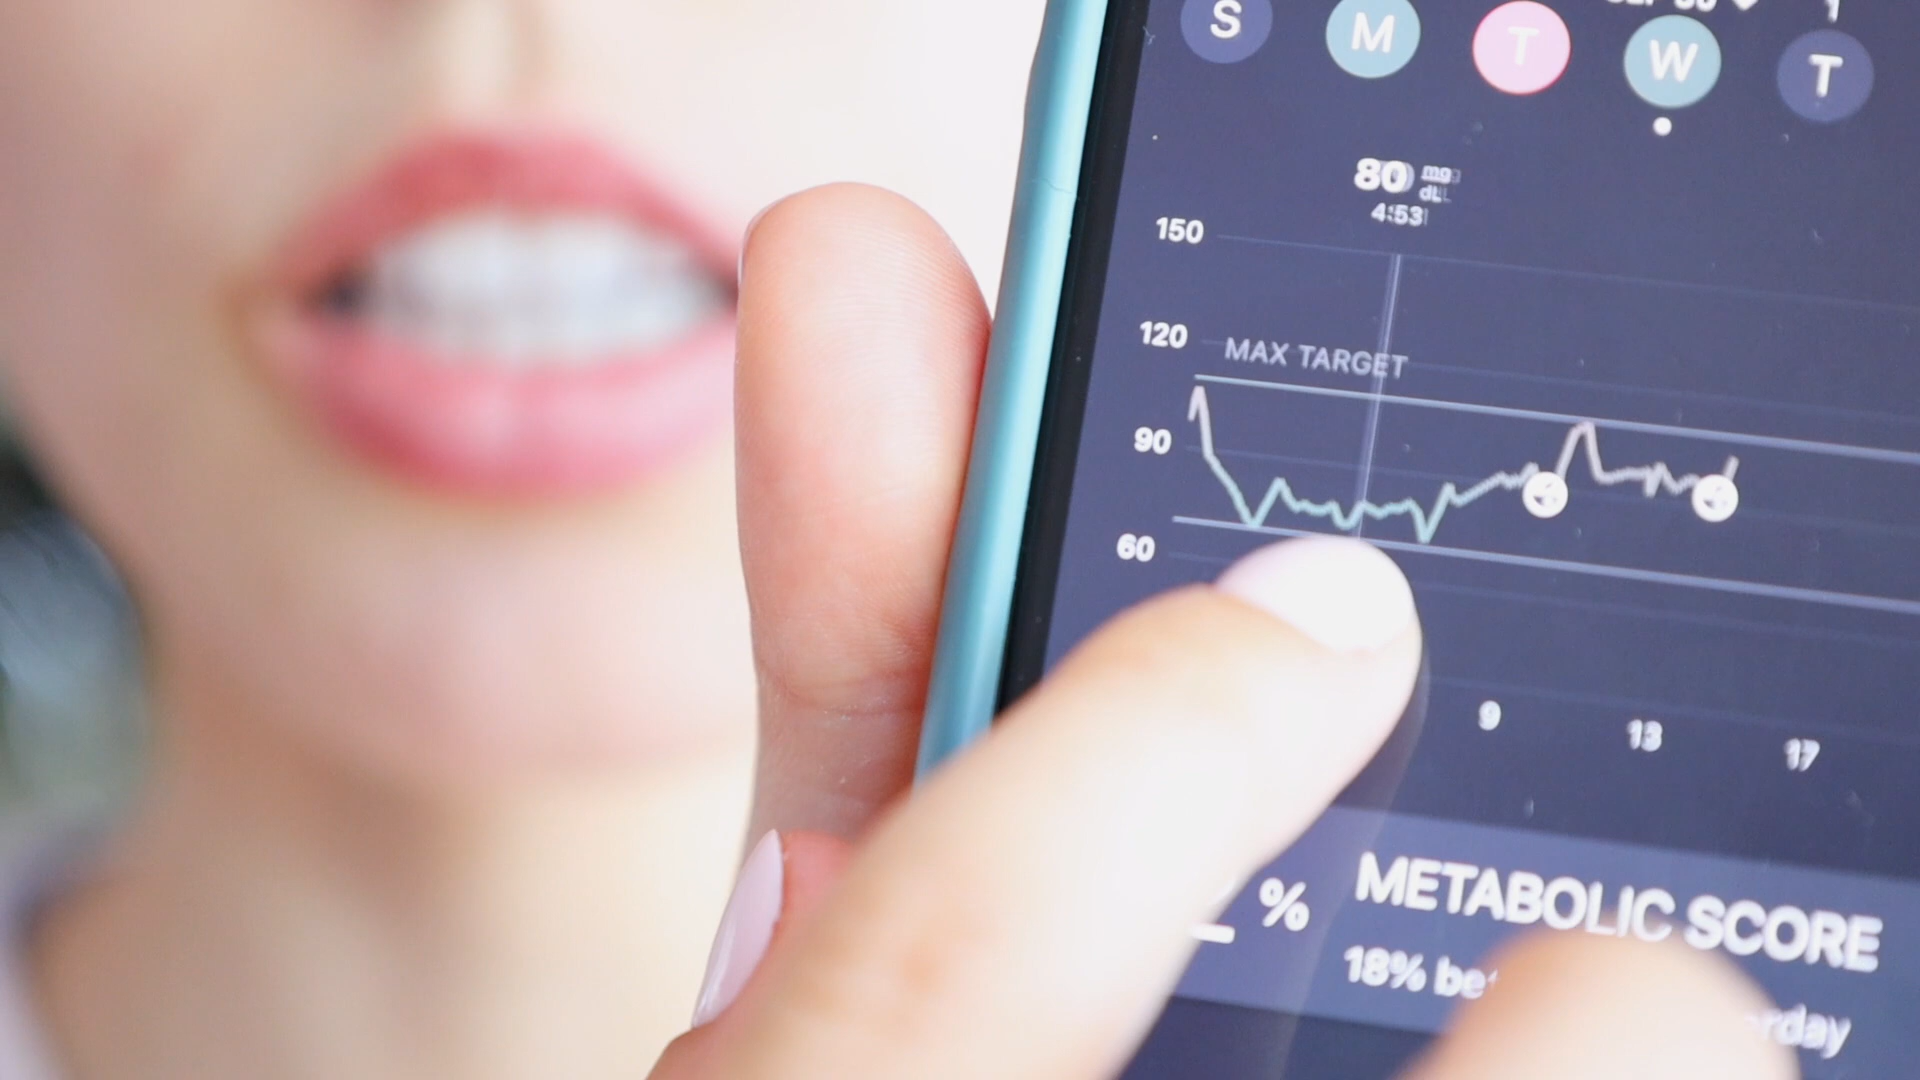 S M T W T
80 mg dL
4:53
150
120
MAX TARGET
90
60
9 13 17
% METABOLIC SCORE
18%